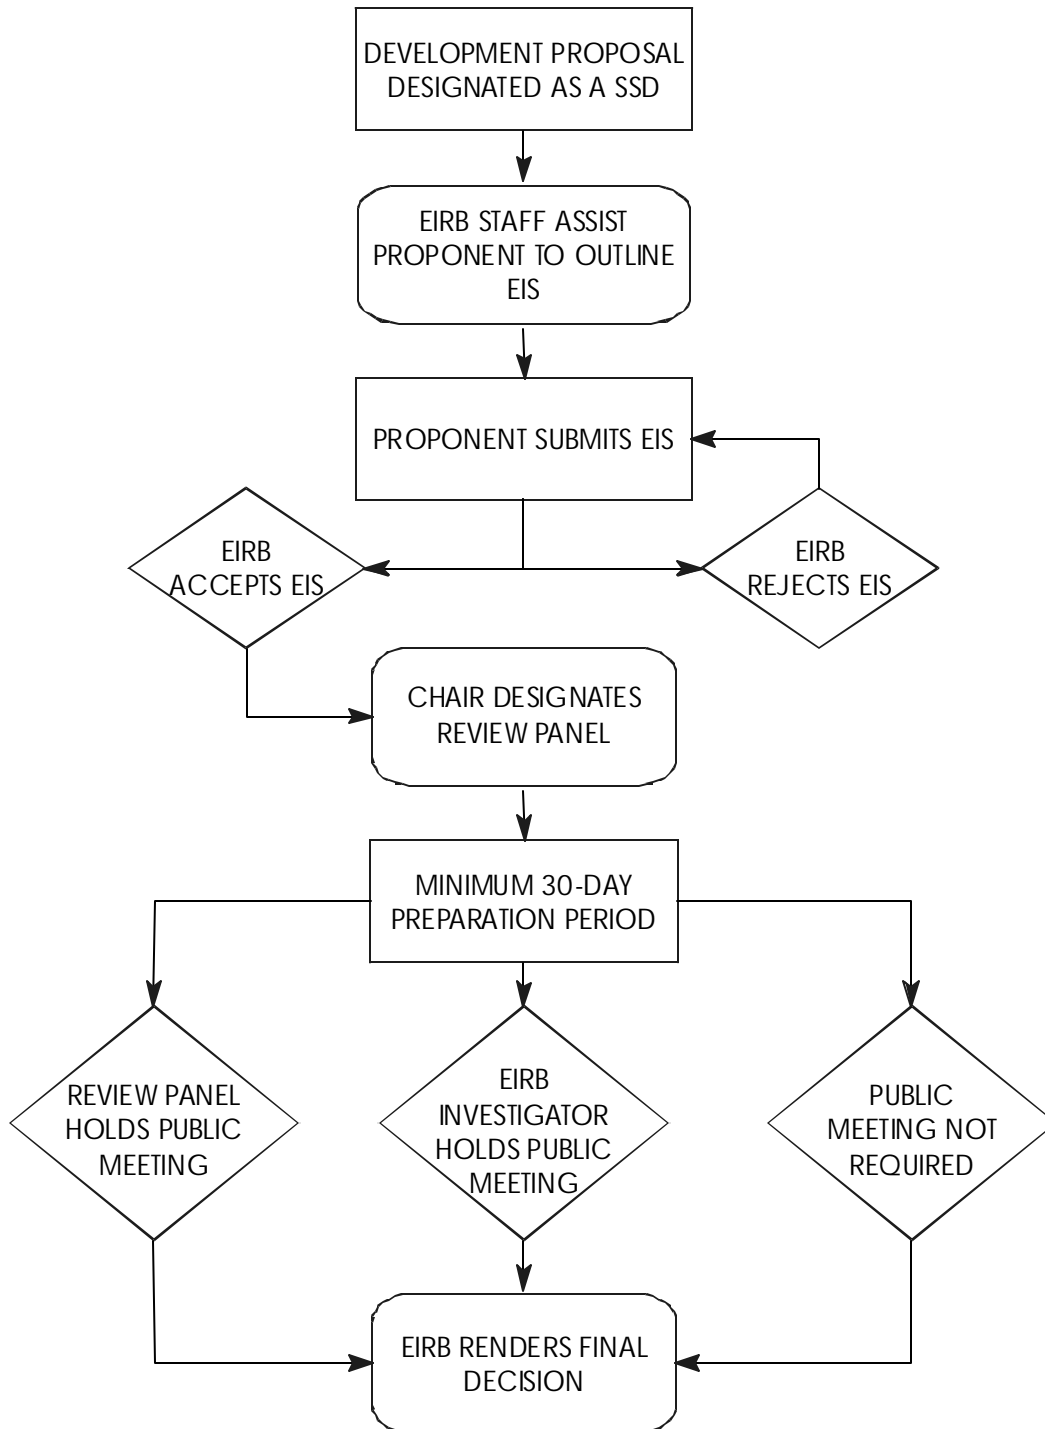 DEVELOPMENT PROPOSAL
DESIGNATED AS A SSD
EIRB STAFF ASSIST
PROPONENT TO OUTLINE
EIS
PROPONENT SUBMITS EIS
EIRB
ACCEPTS EIS
EIRB
REJECTS EIS
CHAIR DESIGNATES
REVIEW PANEL
MINIMUM 30-DAY
PREPARATION PERIOD
REVIEW PANEL
HOLDS PUBLIC
MEETING
EIRB
INVESTIGATOR
HOLDS PUBLIC
MEETING
PUBLIC
MEETING NOT
REQUIRED
EIRB RENDERS FINAL
DECISION